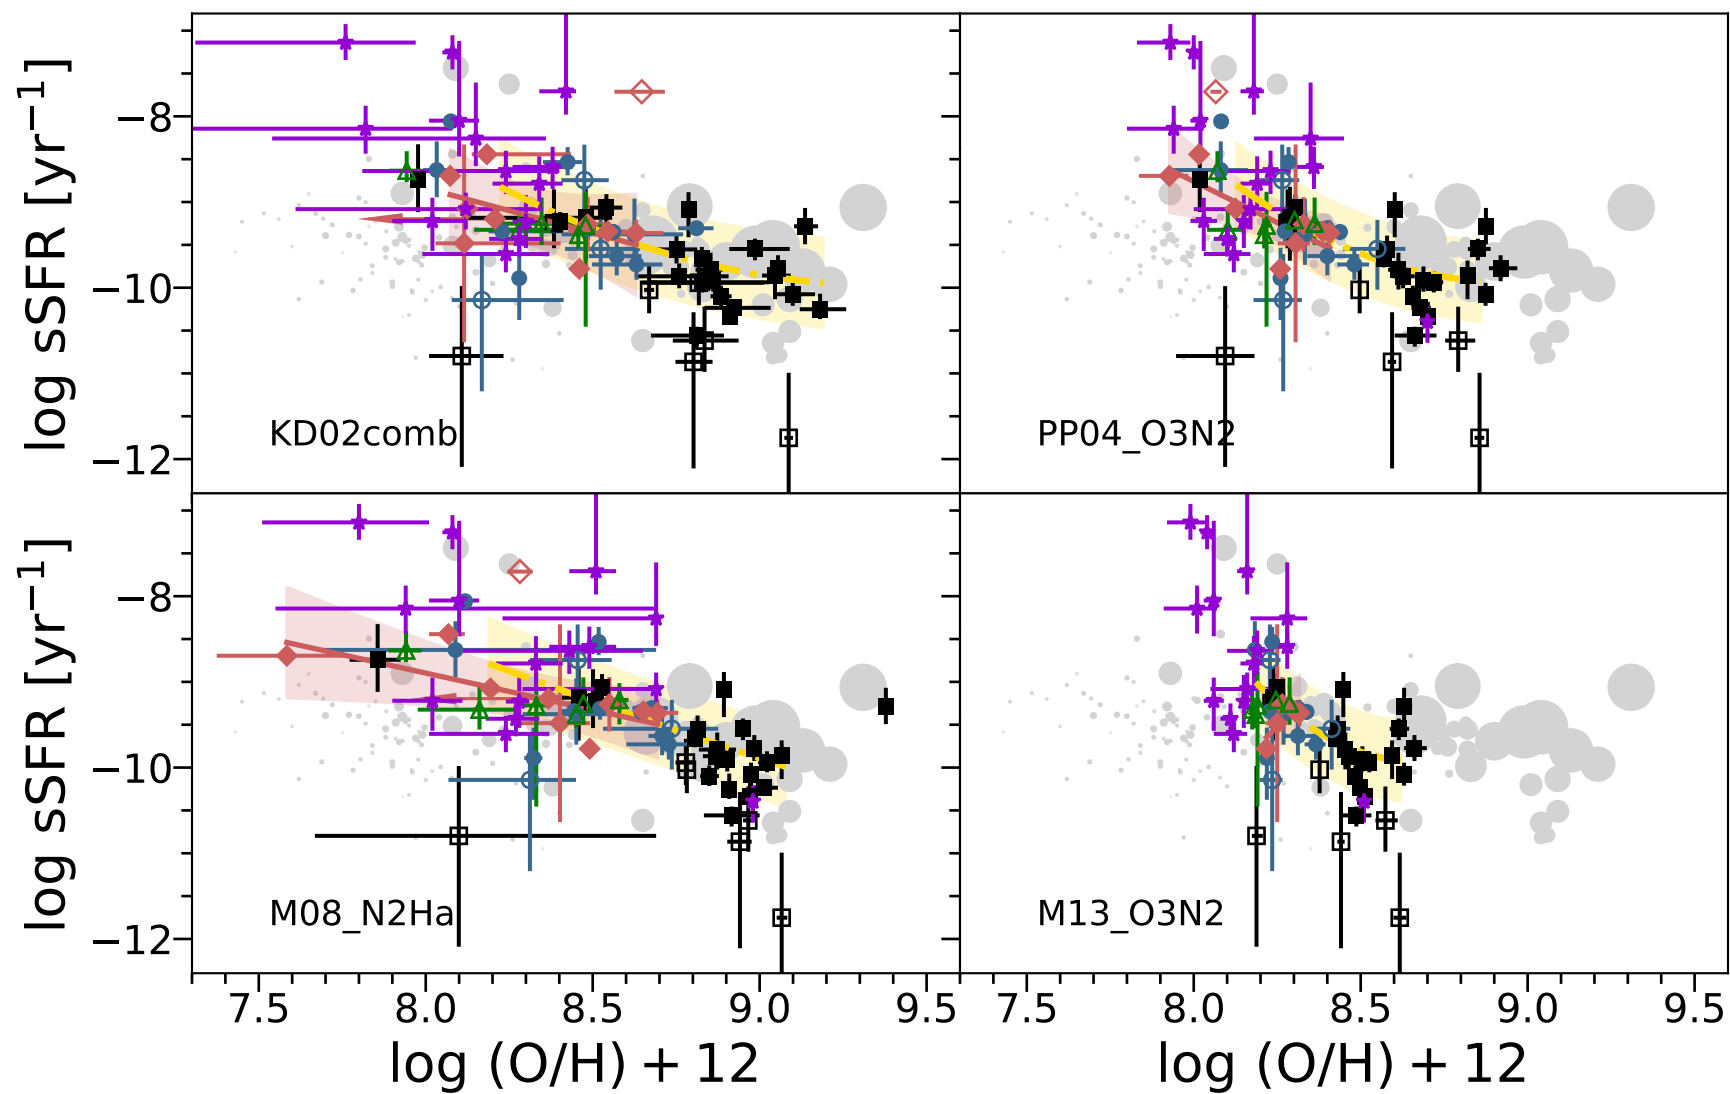 log sSFR [yr⁻¹]
−8
−10
−12
KD02comb
PP04_O3N2
log sSFR [yr⁻¹]
−8
−10
−12
M08_N2Ha
M13_O3N2
7.5 8.0 8.5 9.0 9.5 7.5 8.0 8.5 9.0 9.5
log (O/H) + 12 log (O/H) + 12